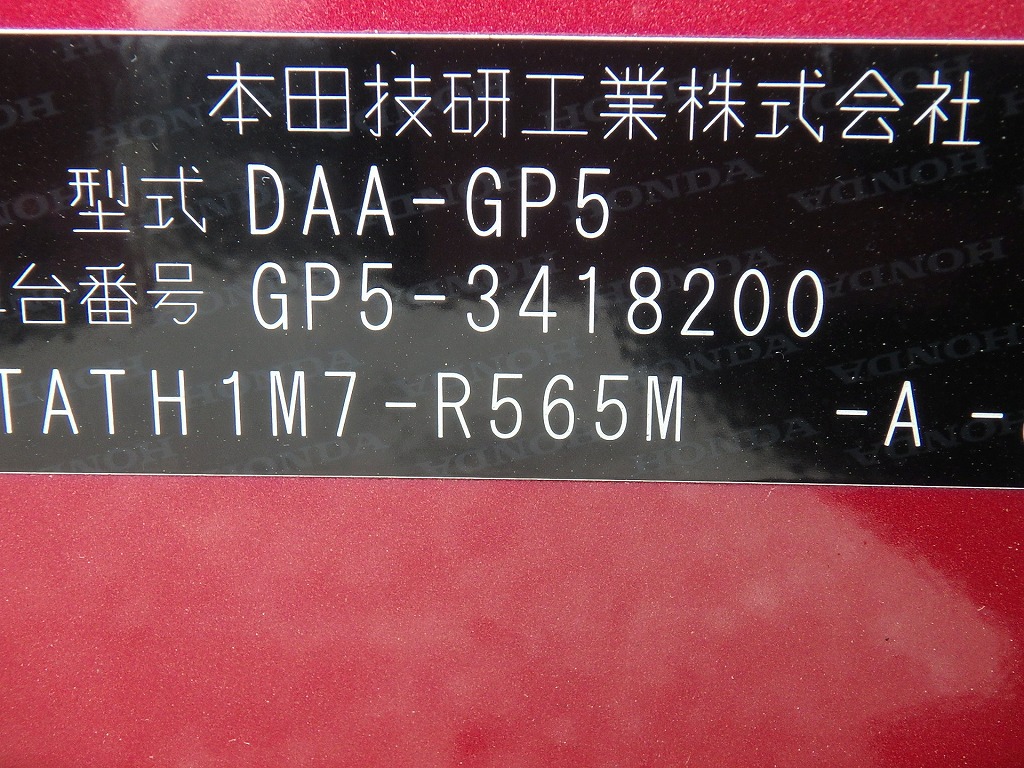 本田技研工業株式会社
型式 DAA-GP5
台番号 GP5-3418200
TATH1M7-R565M -A -